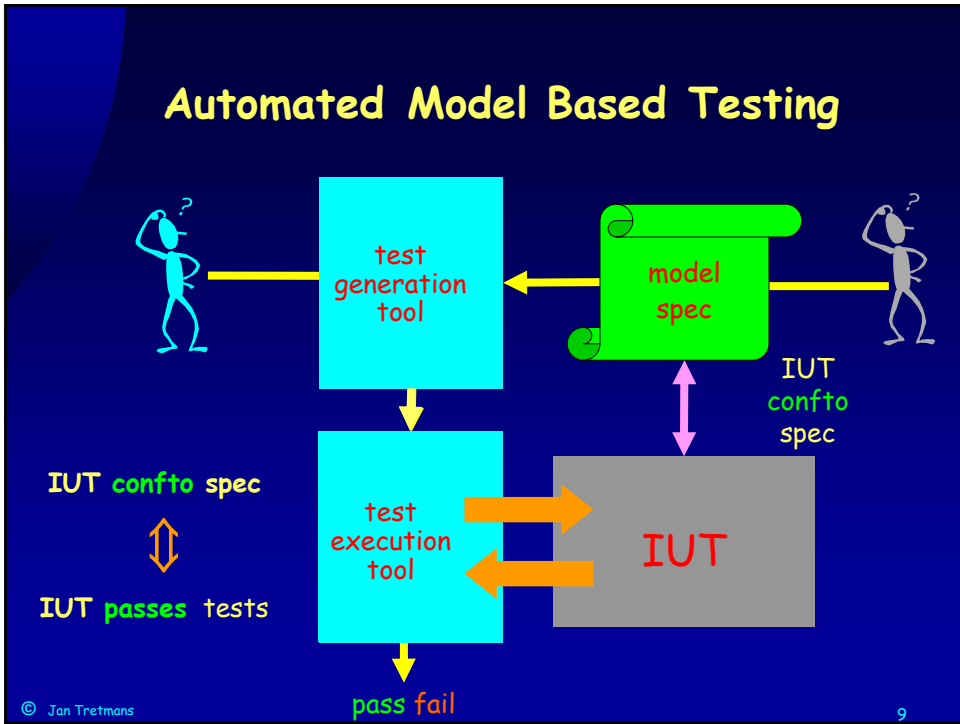 Automated Model Based Testing
?
?
test
generation
tool
model
spec
IUT
confto
spec
IUT confto spec
⇕
IUT passes tests
test
execution
tool
IUT
pass fail
© Jan Tretmans
9